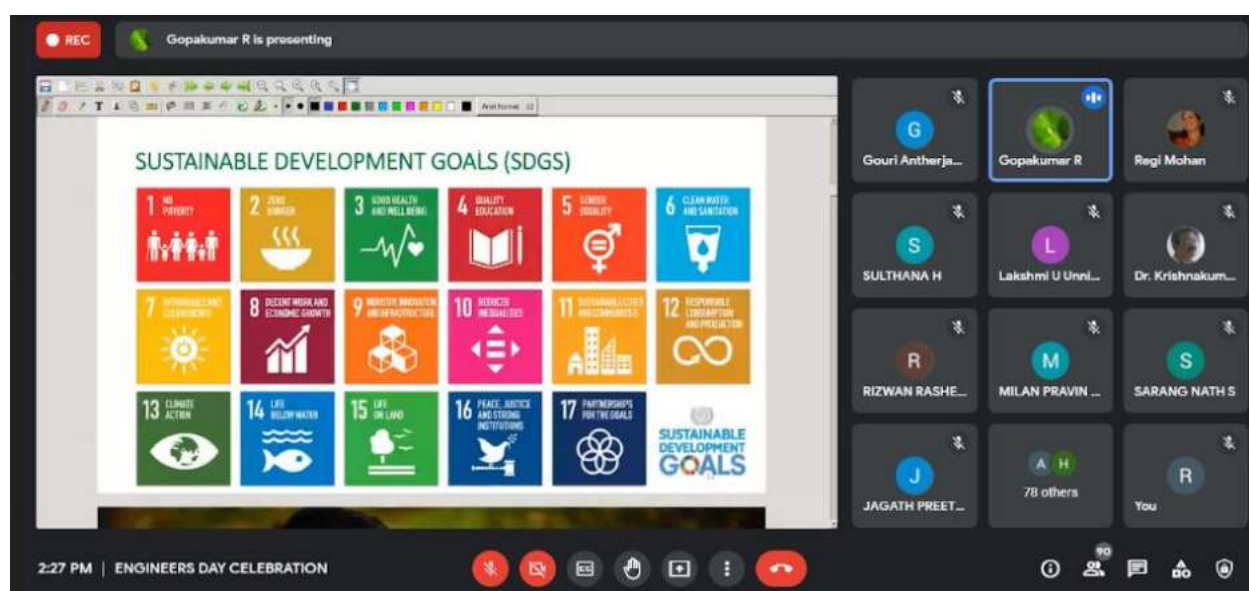 REC
Gopakumar R is presenting
Arial Normal 12
SUSTAINABLE DEVELOPMENT GOALS (SDGS)
1 NO
POVERTY
2 ZERO
HUNGER
3 GOOD HEALTH
AND WELL BEING
4 QUALITY
EDUCATION
5 GENDER
EQUALITY
6 CLEAN WATER
AND SANITATION
7 AFFORDABLE AND
CLEAN ENERGY
8 DECENT WORK AND
ECONOMIC GROWTH
9 INDUSTRY, INNOVATION
AND INFRASTRUCTURE
10 REDUCED
INEQUALITIES
11 SUSTAINABLE CITIES
AND COMMUNITIES
12 RESPONSIBLE
CONSUMPTION
AND PRODUCTION
13 CLIMATE
ACTION
14 LIFE
BELOW WATER
15 LIFE
ON LAND
16 PEACE, JUSTICE
AND STRONG
INSTITUTIONS
17 PARTNERSHIPS
FOR THE GOALS
SUSTAINABLE
DEVELOPMENT
GOALS
G
Gouri Antherja...
Gopakumar R
Regi Mohan
S
SULTHANA H
L
Lakshmi U Unni...
Dr. Krishnakum...
R
RIZWAN RASHE...
M
MILAN PRAVIN ...
S
SARANG NATH S
J
JAGATH PREET...
A H
78 others
R
You
2:27 PM | ENGINEERS DAY CELEBRATION
90